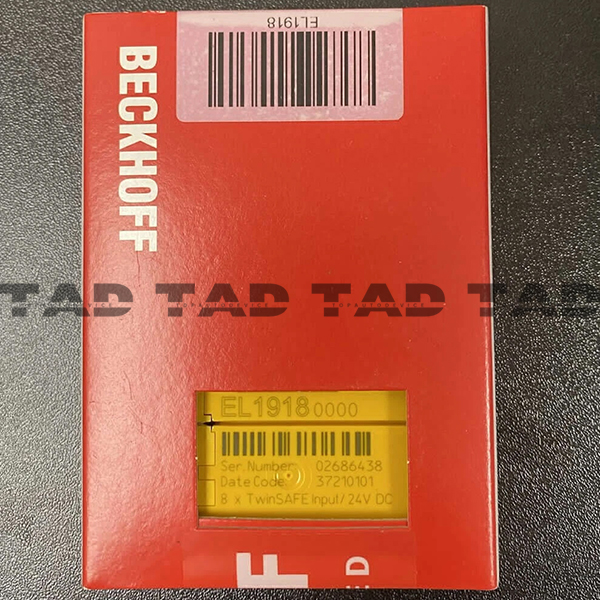 EL1918
BECKHOFF
TAD TAD TAD TAD
EL1918 0000
Ser. Number: 02686438
Date Code: 37210101
8 x TwinSAFE Input/ 24V DC
F
ED